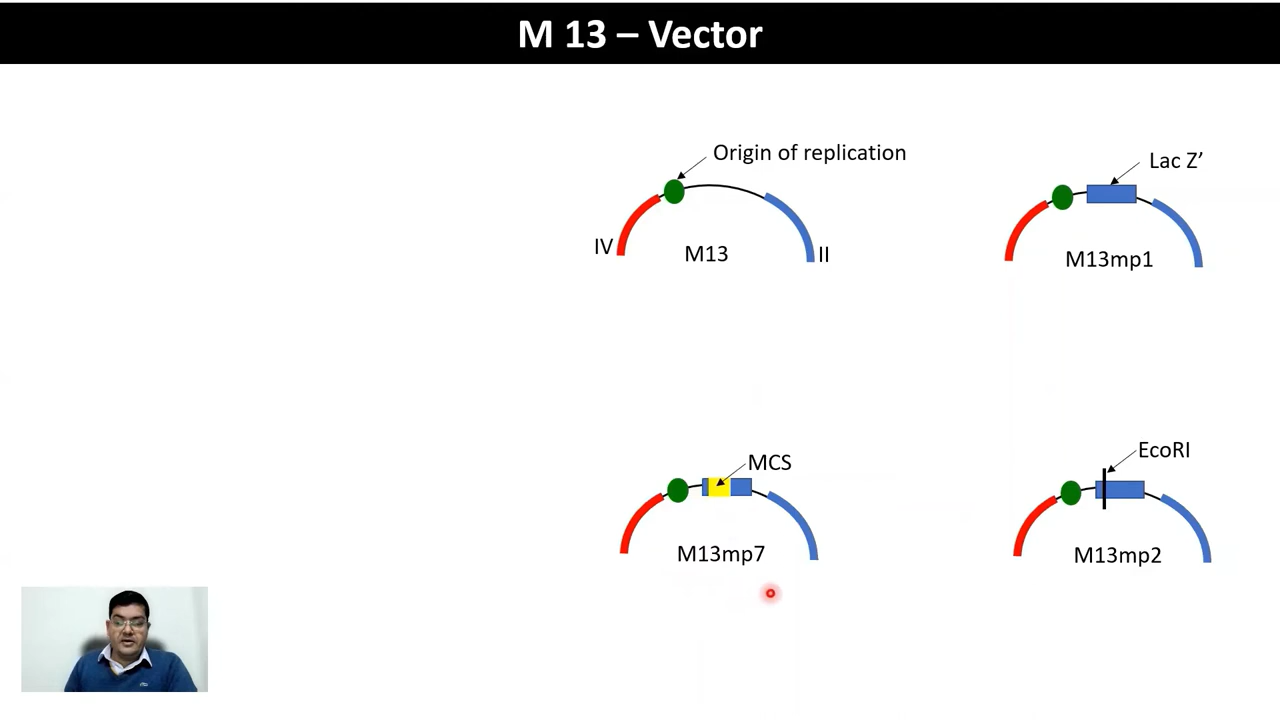 M 13 – Vector
Origin of replication
Lac Z’
IV
M13
II
M13mp1
MCS
EcoRI
M13mp7
M13mp2